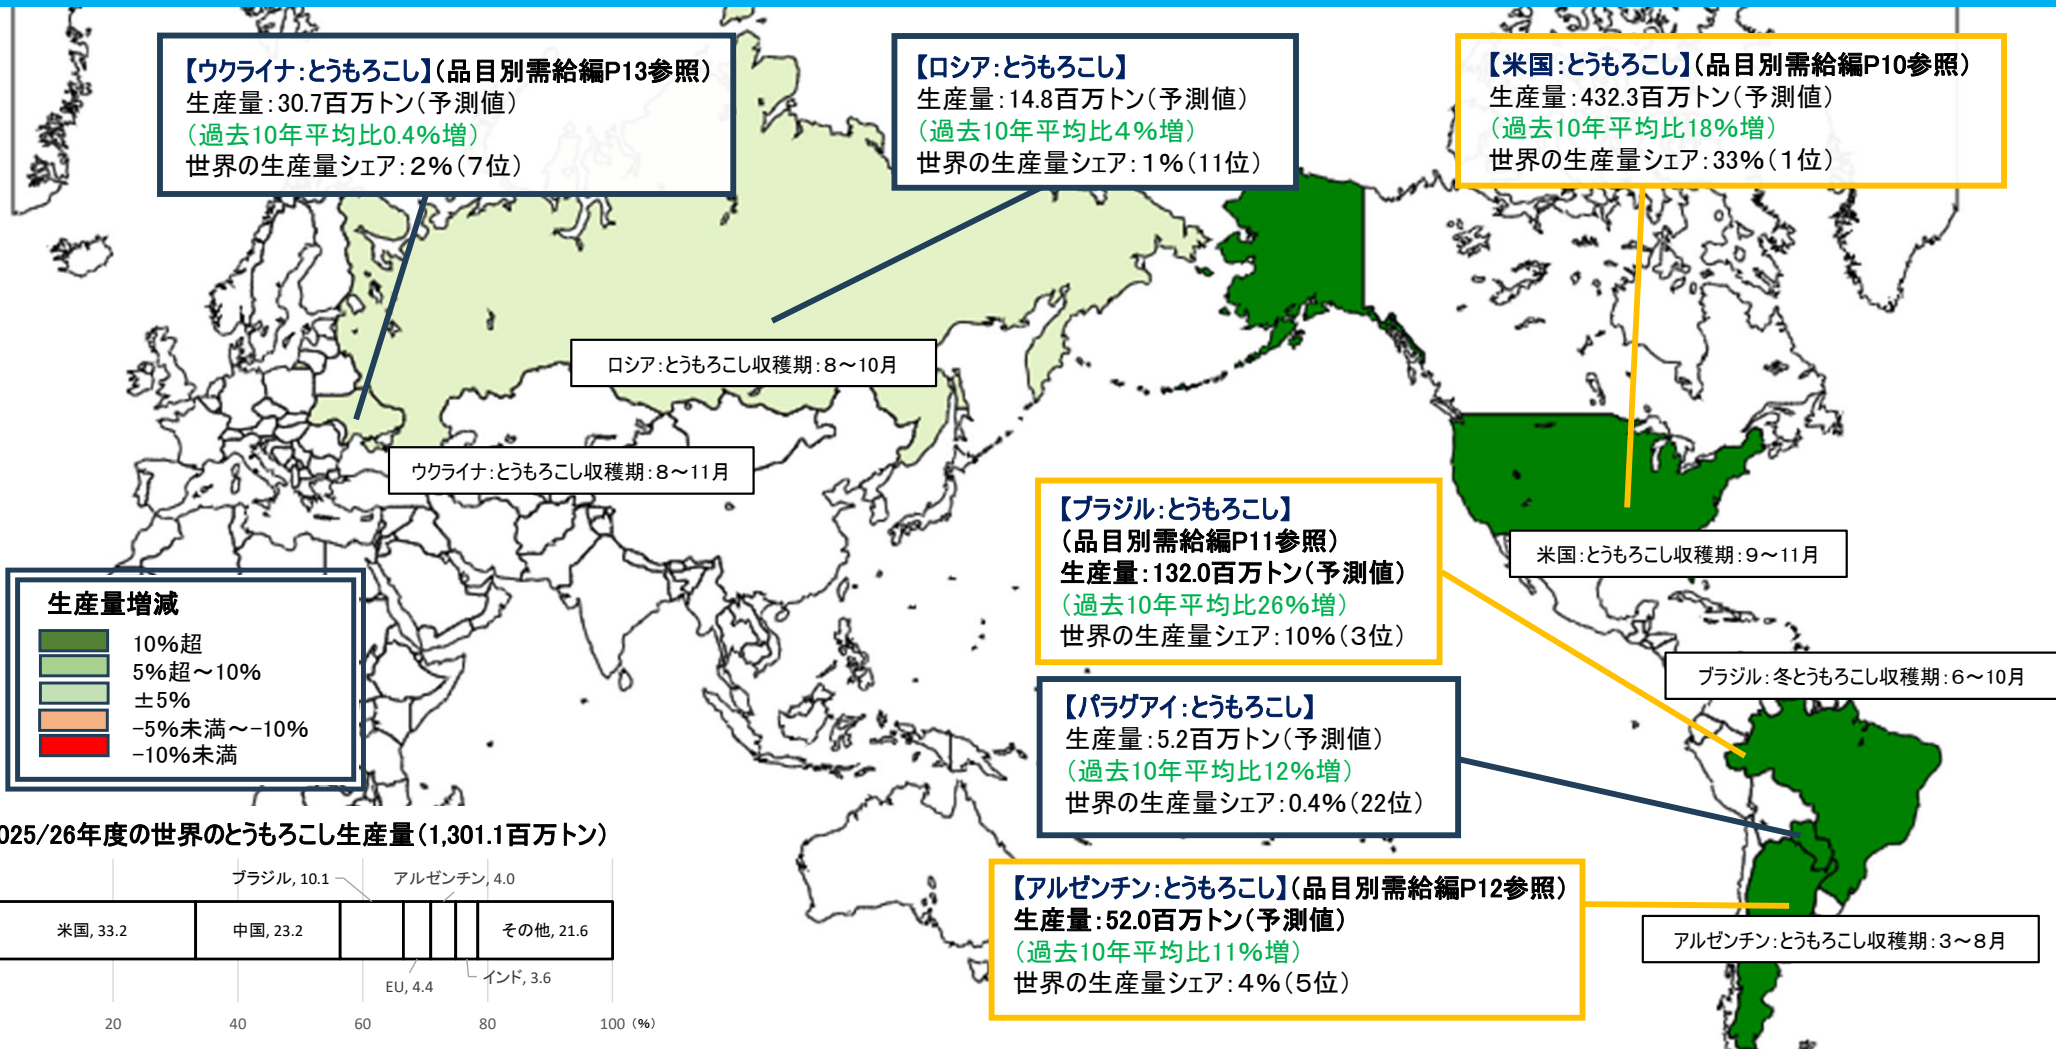 【ウクライナ:とうもろこし】(品目別需給編P13参照)
生産量:30.7百万トン(予測値)
(過去10年平均比0.4%増)
世界の生産量シェア:2%(7位)
【ロシア:とうもろこし】
生産量:14.8百万トン(予測値)
(過去10年平均比4%増)
世界の生産量シェア:1%(11位)
【米国:とうもろこし】(品目別需給編P10参照)
生産量:432.3百万トン(予測値)
(過去10年平均比18%増)
世界の生産量シェア:33%(1位)
ロシア:とうもろこし収穫期:8~10月
ウクライナ:とうもろこし収穫期:8~11月
【ブラジル:とうもろこし】
(品目別需給編P11参照)
生産量:132.0百万トン(予測値)
(過去10年平均比26%増)
世界の生産量シェア:10%(3位)
米国:とうもろこし収穫期:9~11月
生産量増減
10%超
5%超~10%
±5%
-5%未満~-10%
-10%未満
ブラジル:冬とうもろこし収穫期:6~10月
【パラグアイ:とうもろこし】
生産量:5.2百万トン(予測値)
(過去10年平均比12%増)
世界の生産量シェア:0.4%(22位)
【アルゼンチン:とうもろこし】(品目別需給編P12参照)
生産量:52.0百万トン(予測値)
(過去10年平均比11%増)
世界の生産量シェア:4%(5位)
アルゼンチン:とうもろこし収穫期:3~8月
025/26年度の世界のとうもろこし生産量(1,301.1百万トン)
ブラジル, 10.1
アルゼンチン, 4.0
米国, 33.2
中国, 23.2
その他, 21.6
EU, 4.4
インド, 3.6
20 40 60 80 100 (%)